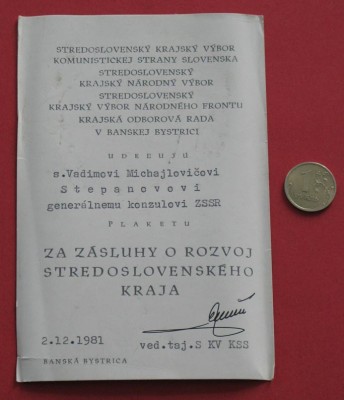 STREDOSLOVENSKÝ KRAJSKÝ VÝBOR
KOMUNISTICKEJ STRANY SLOVENSKA
STREDOSLOVENSKÝ
KRAJSKÝ NÁRODNÝ VÝBOR
STREDOSLOVENSKÝ
KRAJSKÝ VÝBOR NÁRODNÉHO FRONTU
KRAJSKÁ ODBOROVÁ RADA
V BANSKEJ BYSTRICI
UDEĽUJÚ
s.Vadimovi Michajlovičovi
Stepanovovi
generálnemu konzulovi ZSSR
PLAKETU
ZA ZÁSLUHY O ROZVOJ
STREDOSLOVENSKÉHO
KRAJA
2.12.1981
ved.taj.S KV KSS
BANSKÁ BYSTRICA